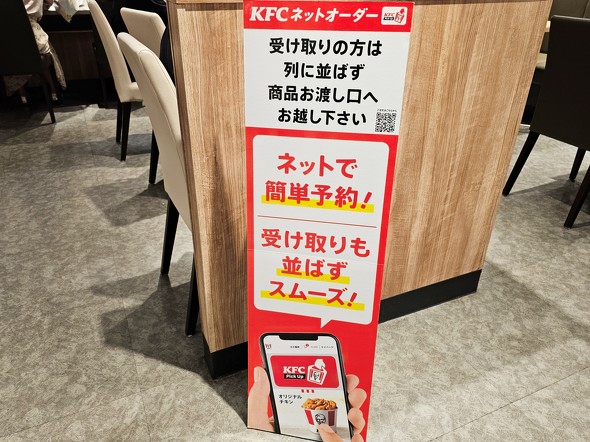 KFC ネットオーダー
受け取りの方は
列に並ばず
商品お渡し口へ
お越し下さい
ネットで
簡単予約!
受け取りも
並ばず
スムーズ!
KFC
Pick Up
オリジナル
チキン
KFC